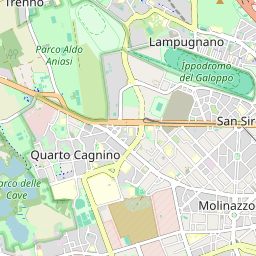 Trenno
Lampugnano
Parco Aldo
Aniasi
Ippodromo
del Galoppo
San Sir
Quarto Cagnino
Parco delle
Cave
Molinazzo